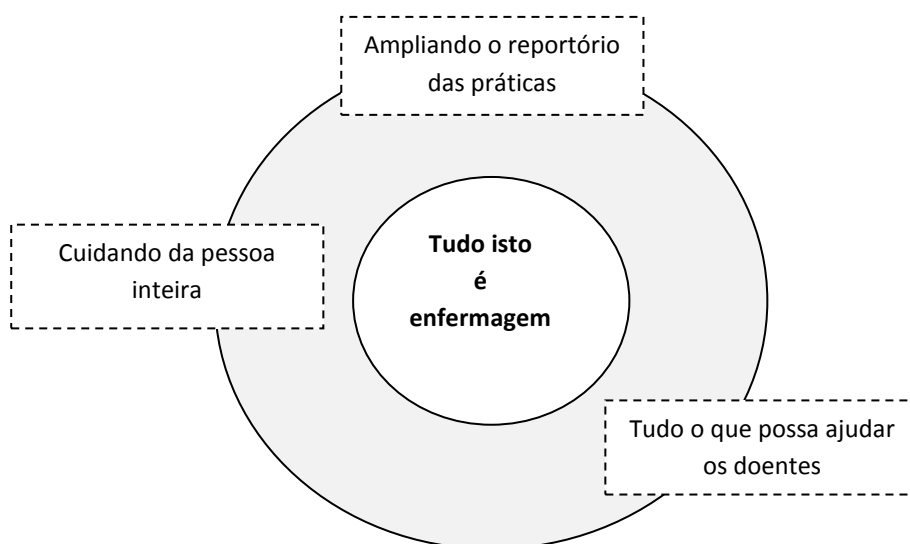 Ampliando o reportório
das práticas
Cuidando da pessoa
inteira
Tudo isto
é
enfermagem
Tudo o que possa ajudar
os doentes